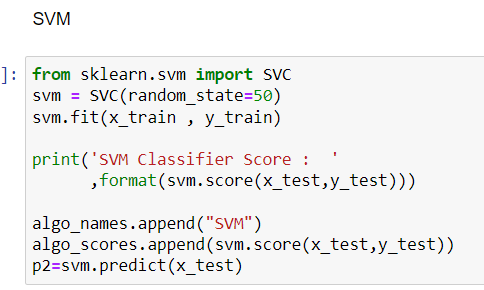 SVM
]: from sklearn.svm import SVC
svm = SVC(random_state=50)
svm.fit(x_train , y_train)
print('SVM Classifier Score :  '
,format(svm.score(x_test,y_test)))
algo_names.append("SVM")
algo_scores.append(svm.score(x_test,y_test))
p2=svm.predict(x_test)